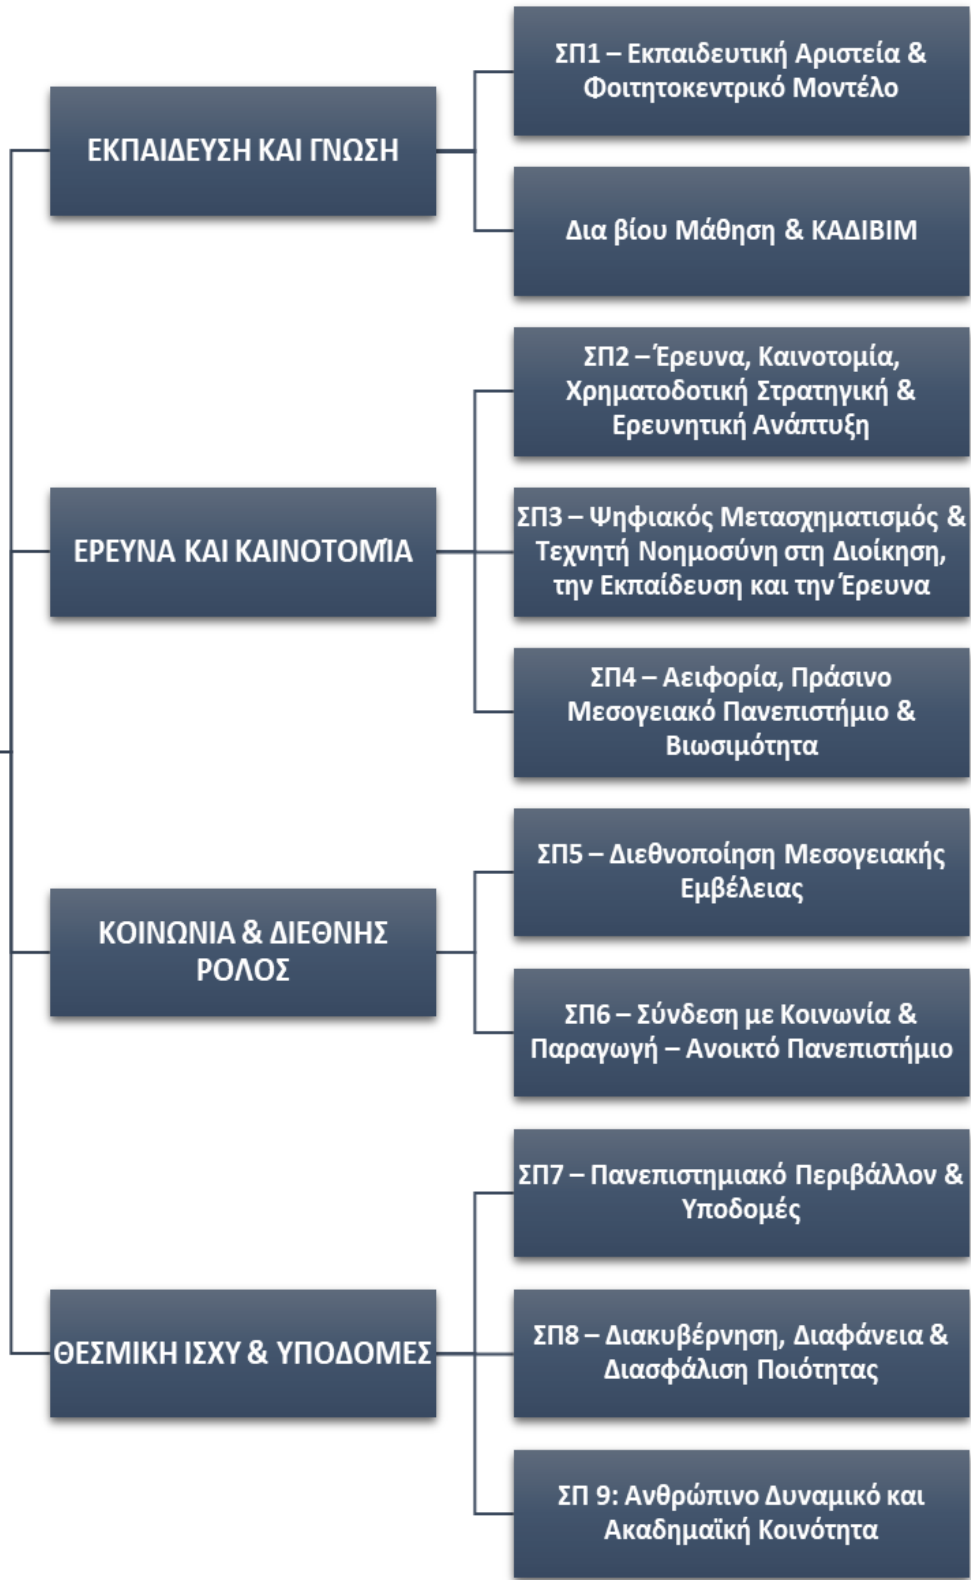 ΕΚΠΑΙΔΕΥΣΗ ΚΑΙ ΓΝΩΣΗ
ΣΠ1 – Εκπαιδευτική Αριστεία &
Φοιτητοκεντρικό Μοντέλο
Δια βίου Μάθηση & ΚΑΔΙΒΙΜ
ΕΡΕΥΝΑ ΚΑΙ ΚΑΙΝΟΤΟΜΊΑ
ΣΠ2 – Έρευνα, Καινοτομία,
Χρηματοδοτική Στρατηγική &
Ερευνητική Ανάπτυξη
ΣΠ3 – Ψηφιακός Μετασχηματισμός &
Τεχνητή Νοημοσύνη στη Διοίκηση,
την Εκπαίδευση και την Έρευνα
ΣΠ4 – Αειφορία, Πράσινο
Μεσογειακό Πανεπιστήμιο &
Βιωσιμότητα
ΚΟΙΝΩΝΙΑ & ΔΙΕΘΝΗΣ
ΡΟΛΟΣ
ΣΠ5 – Διεθνοποίηση Μεσογειακής
Εμβέλειας
ΣΠ6 – Σύνδεση με Κοινωνία &
Παραγωγή – Ανοικτό Πανεπιστήμιο
ΘΕΣΜΙΚΗ ΙΣΧΥ & ΥΠΟΔΟΜΕΣ
ΣΠ7 – Πανεπιστημιακό Περιβάλλον &
Υποδομές
ΣΠ8 – Διακυβέρνηση, Διαφάνεια &
Διασφάλιση Ποιότητας
ΣΠ 9: Ανθρώπινο Δυναμικό και
Ακαδημαϊκή Κοινότητα